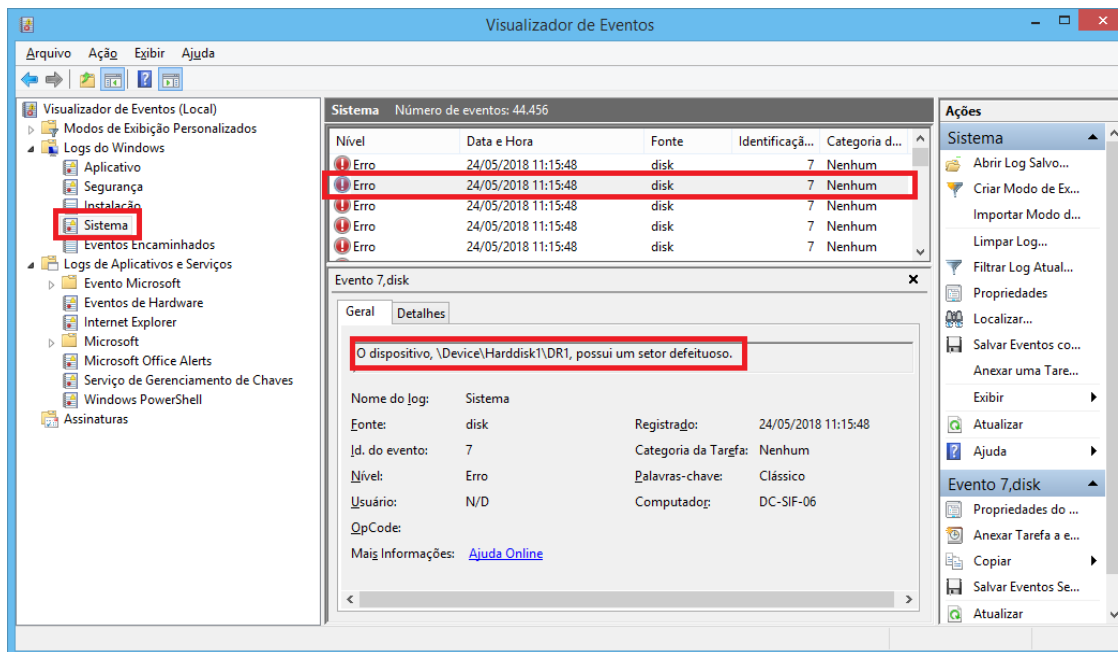 Visualizador de Eventos
Arquivo Ação Exibir Ajuda
Visualizador de Eventos (Local)
Modos de Exibição Personalizados
Logs do Windows
Aplicativo
Segurança
Instalação
Sistema
Eventos Encaminhados
Logs de Aplicativos e Serviços
Evento Microsoft
Eventos de Hardware
Internet Explorer
Microsoft
Microsoft Office Alerts
Serviço de Gerenciamento de Chaves
Windows PowerShell
Assinaturas
Sistema Número de eventos: 44.456
Nível Data e Hora Fonte Identificaçã... Categoria d...
Erro 24/05/2018 11:15:48 disk 7 Nenhum
Erro 24/05/2018 11:15:48 disk 7 Nenhum
Erro 24/05/2018 11:15:48 disk 7 Nenhum
Erro 24/05/2018 11:15:48 disk 7 Nenhum
Erro 24/05/2018 11:15:48 disk 7 Nenhum
Evento 7,disk
Geral Detalhes
O dispositivo, \Device\Harddisk1\DR1, possui um setor defeituoso.
Nome do log: Sistema
Fonte: disk Registrado: 24/05/2018 11:15:48
Id. do evento: 7 Categoria da Tarefa: Nenhum
Nível: Erro Palavras-chave: Clássico
Usuário: N/D Computador: DC-SIF-06
OpCode:
Mais Informações: Ajuda Online
Ações
Sistema
Abrir Log Salvo...
Criar Modo de Ex...
Importar Modo d...
Limpar Log...
Filtrar Log Atual...
Propriedades
Localizar...
Salvar Eventos co...
Anexar uma Tare...
Exibir
Atualizar
Ajuda
Evento 7,disk
Propriedades do ...
Anexar Tarefa a e...
Copiar
Salvar Eventos Se...
Atualizar